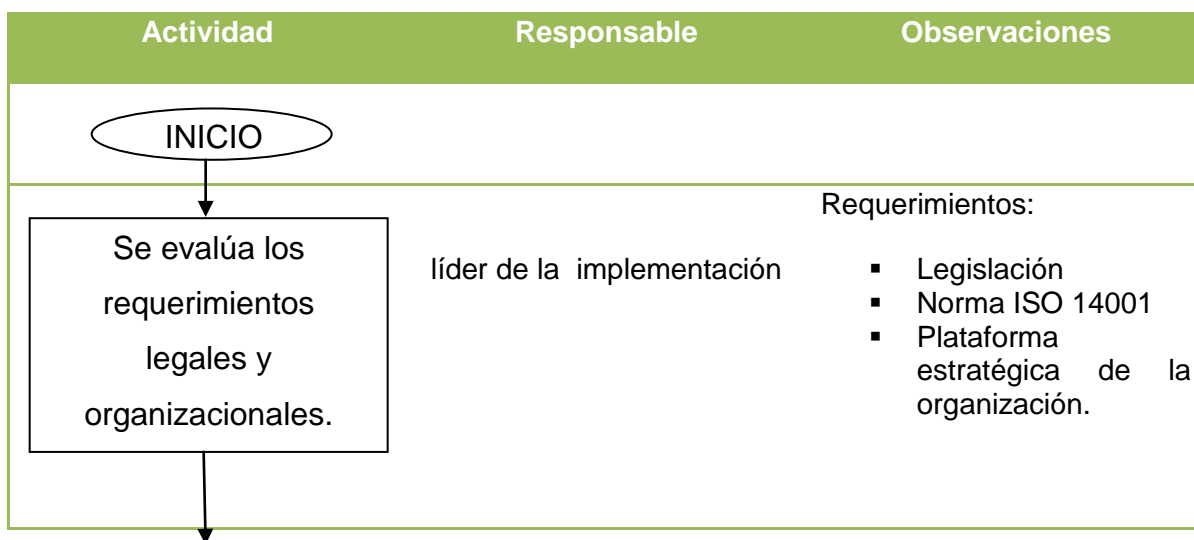 Actividad Responsable Observaciones
INICIO
Se evalúa los
requerimientos
legales y
organizacionales.
líder de la implementación
Requerimientos:
▪ Legislación
▪ Norma ISO 14001
▪ Plataforma
estratégica de la
organización.